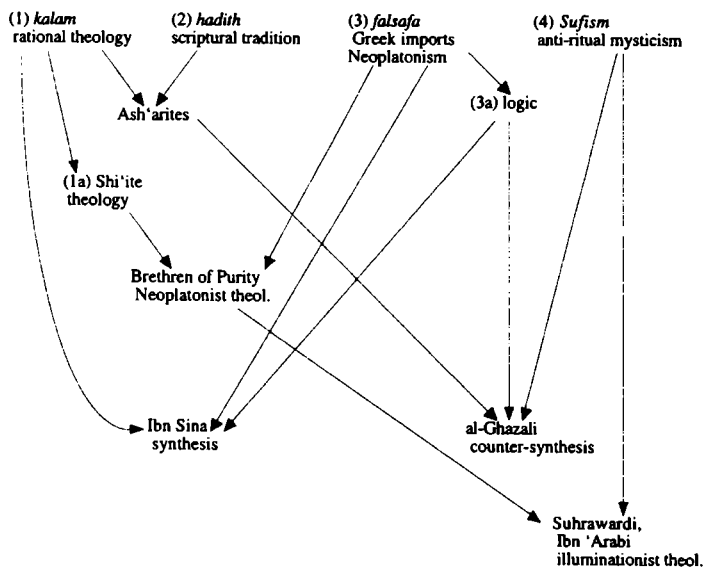 (1) kalam
rational theology
(2) hadith
scriptural tradition
(3) falsafa
Greek imports
Neoplatonism
(4) Sufism
anti-ritual mysticism
(3a) logic
Ash‘arites
(1a) Shi‘ite
theology
Brethren of Purity
Neoplatonist theol.
Ibn Sina
synthesis
al-Ghazali
counter-synthesis
Suhrawardi,
Ibn ‘Arabi
illuminationist theol.